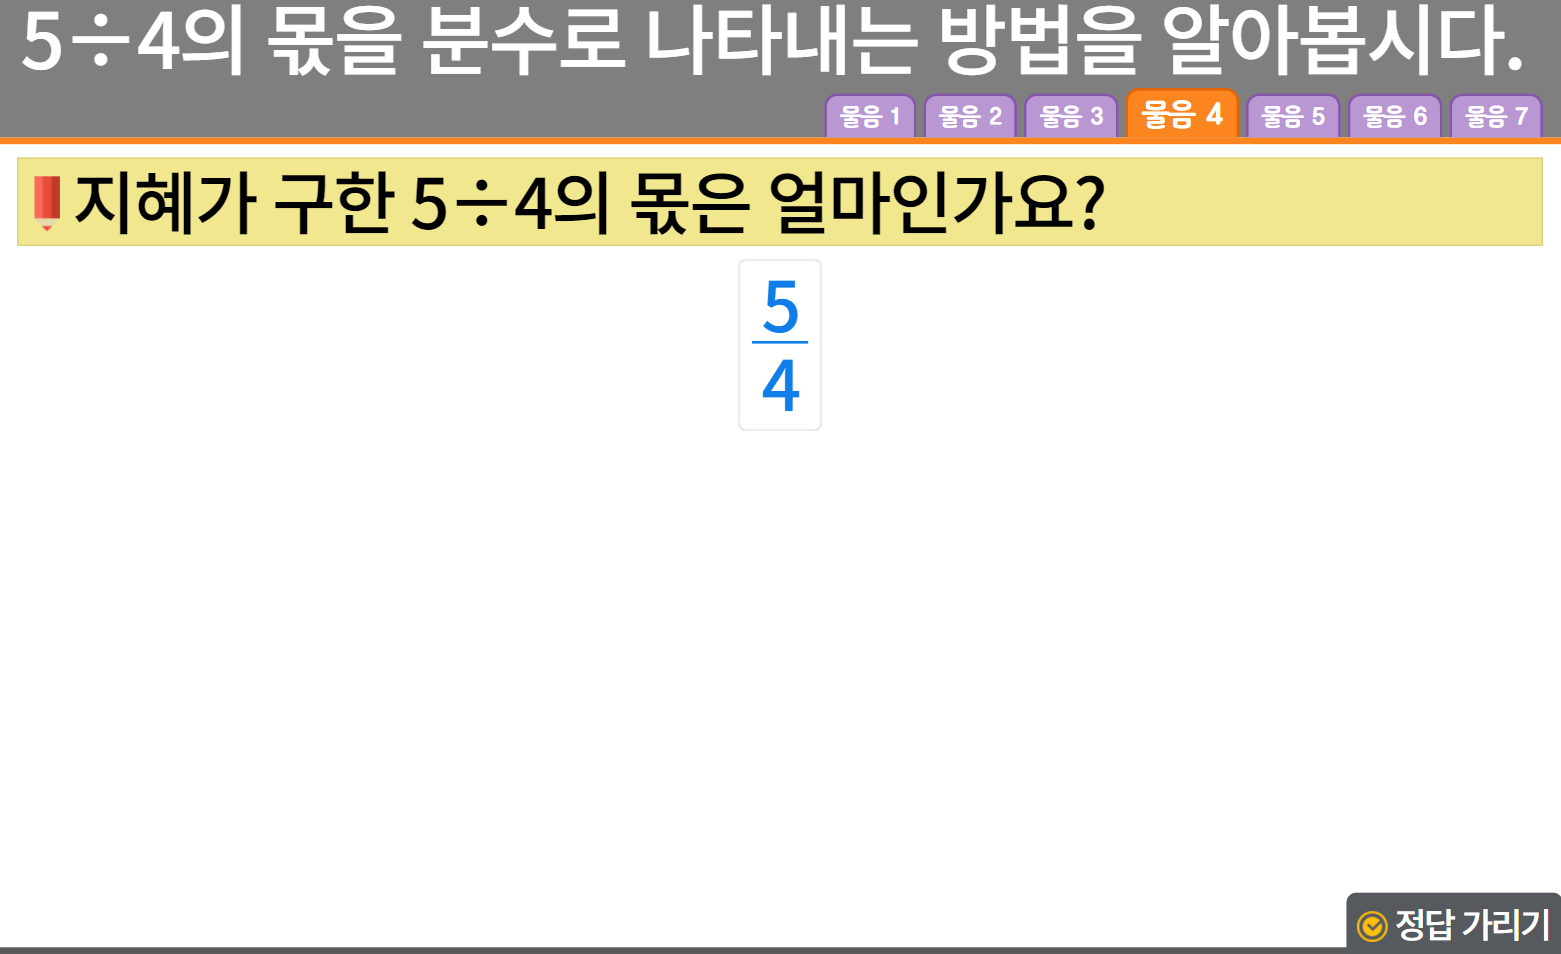 5÷4의 몫을 분수로 나타내는 방법을 알아봅시다.
물음 1 물음 2 물음 3 물음 4 물음 5 물음 6 물음 7
지혜가 구한 5÷4의 몫은 얼마인가요?
5
4
정답 가리기